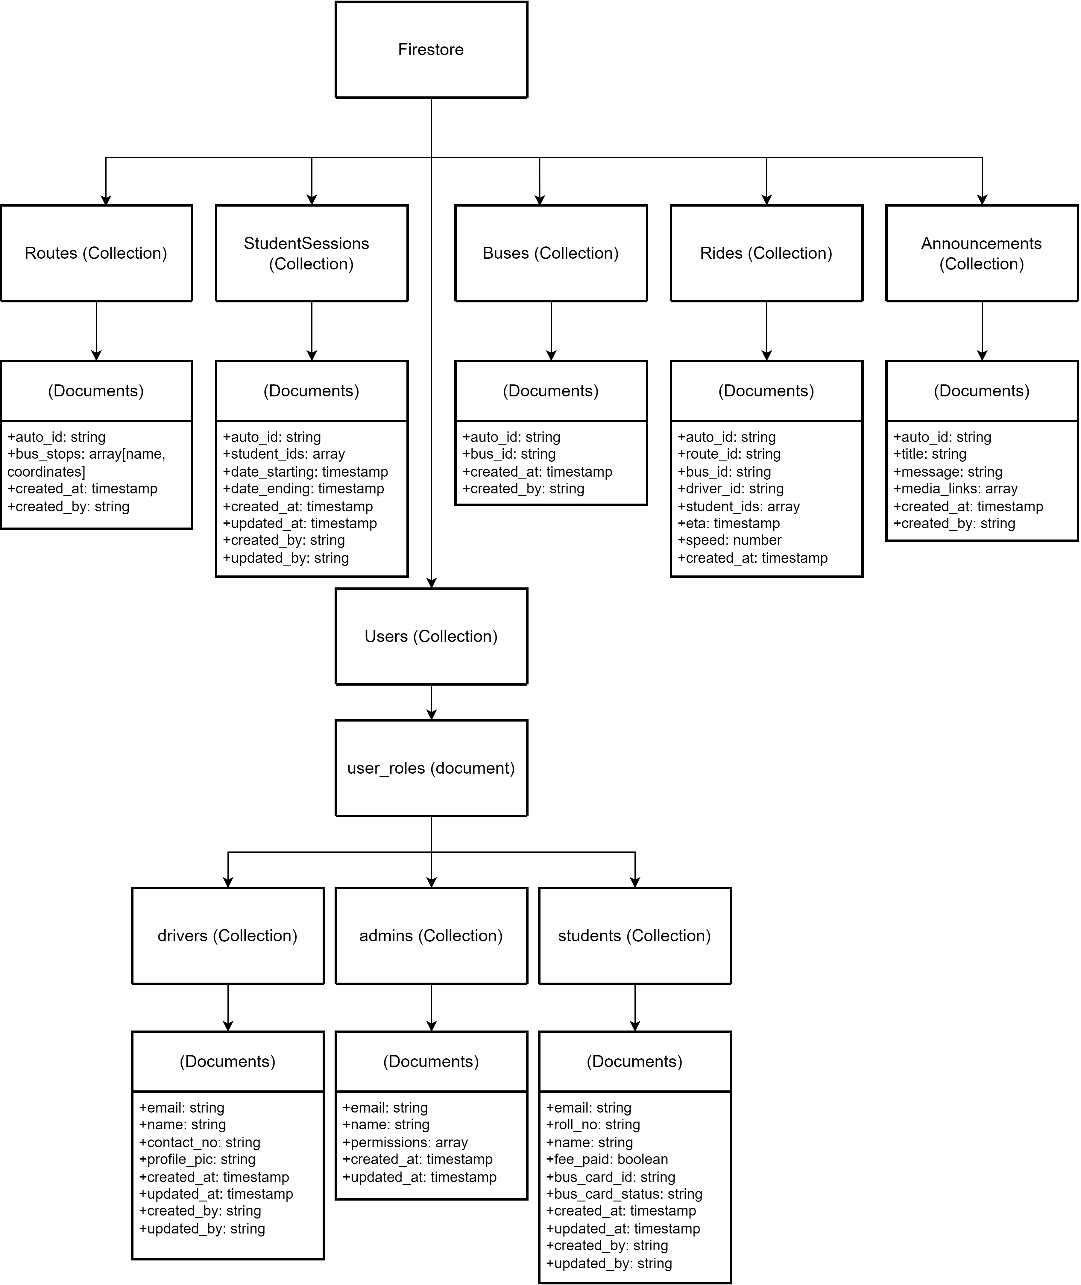 Firestore
Routes (Collection)
StudentSessions
(Collection)
Buses (Collection)
Rides (Collection)
Announcements
(Collection)
(Documents)
+auto_id: string
+bus_stops: array[name,
coordinates]
+created_at: timestamp
+created_by: string
(Documents)
+auto_id: string
+student_ids: array
+date_starting: timestamp
+date_ending: timestamp
+created_at: timestamp
+updated_at: timestamp
+created_by: string
+updated_by: string
(Documents)
+auto_id: string
+bus_id: string
+created_at: timestamp
+created_by: string
(Documents)
+auto_id: string
+route_id: string
+bus_id: string
+driver_id: string
+student_ids: array
+eta: timestamp
+speed: number
+created_at: timestamp
(Documents)
+auto_id: string
+title: string
+message: string
+media_links: array
+created_at: timestamp
+created_by: string
Users (Collection)
user_roles (document)
drivers (Collection)
admins (Collection)
students (Collection)
(Documents)
+email: string
+name: string
+contact_no: string
+profile_pic: string
+created_at: timestamp
+updated_at: timestamp
+created_by: string
+updated_by: string
(Documents)
+email: string
+name: string
+permissions: array
+created_at: timestamp
+updated_at: timestamp
(Documents)
+email: string
+roll_no: string
+name: string
+fee_paid: boolean
+bus_card_id: string
+bus_card_status: string
+created_at: timestamp
+updated_at: timestamp
+created_by: string
+updated_by: string